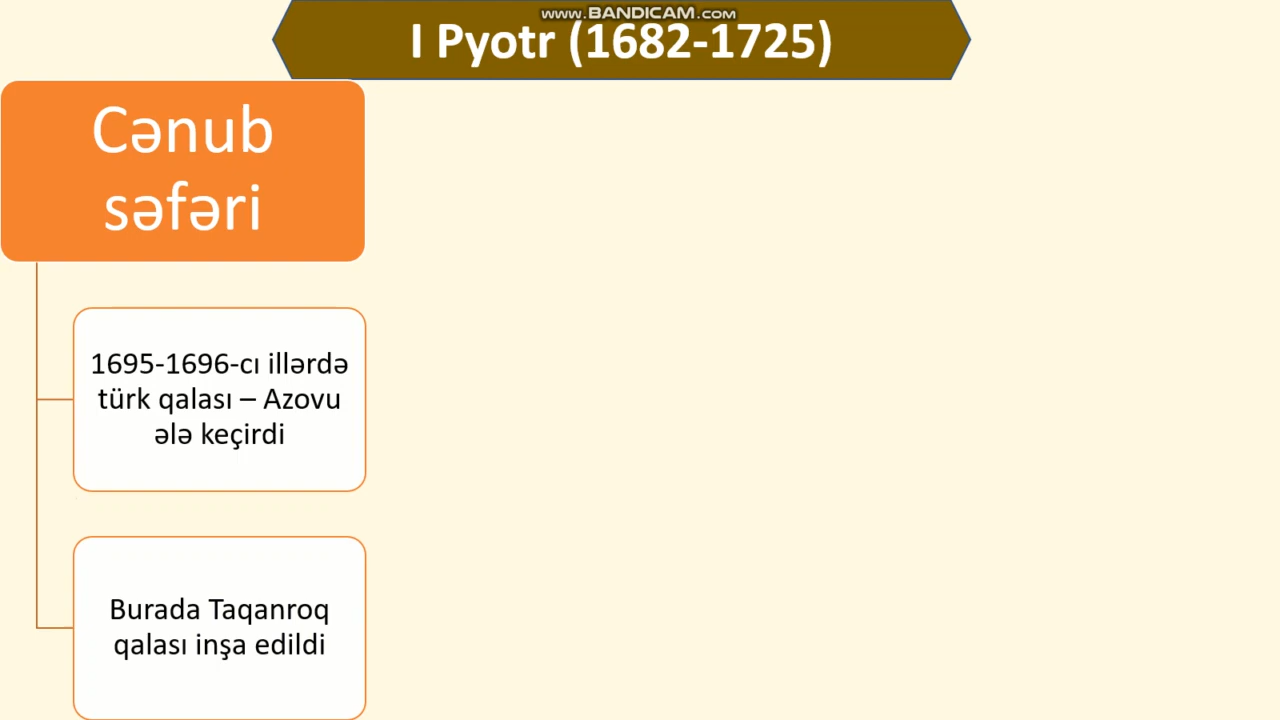 www.BANDICAM.com
I Pyotr (1682-1725)
Cənub
səfəri
1695-1696-cı illərdə
türk qalası – Azovu
ələ keçirdi
Burada Taqanroq
qalası inşa edildi